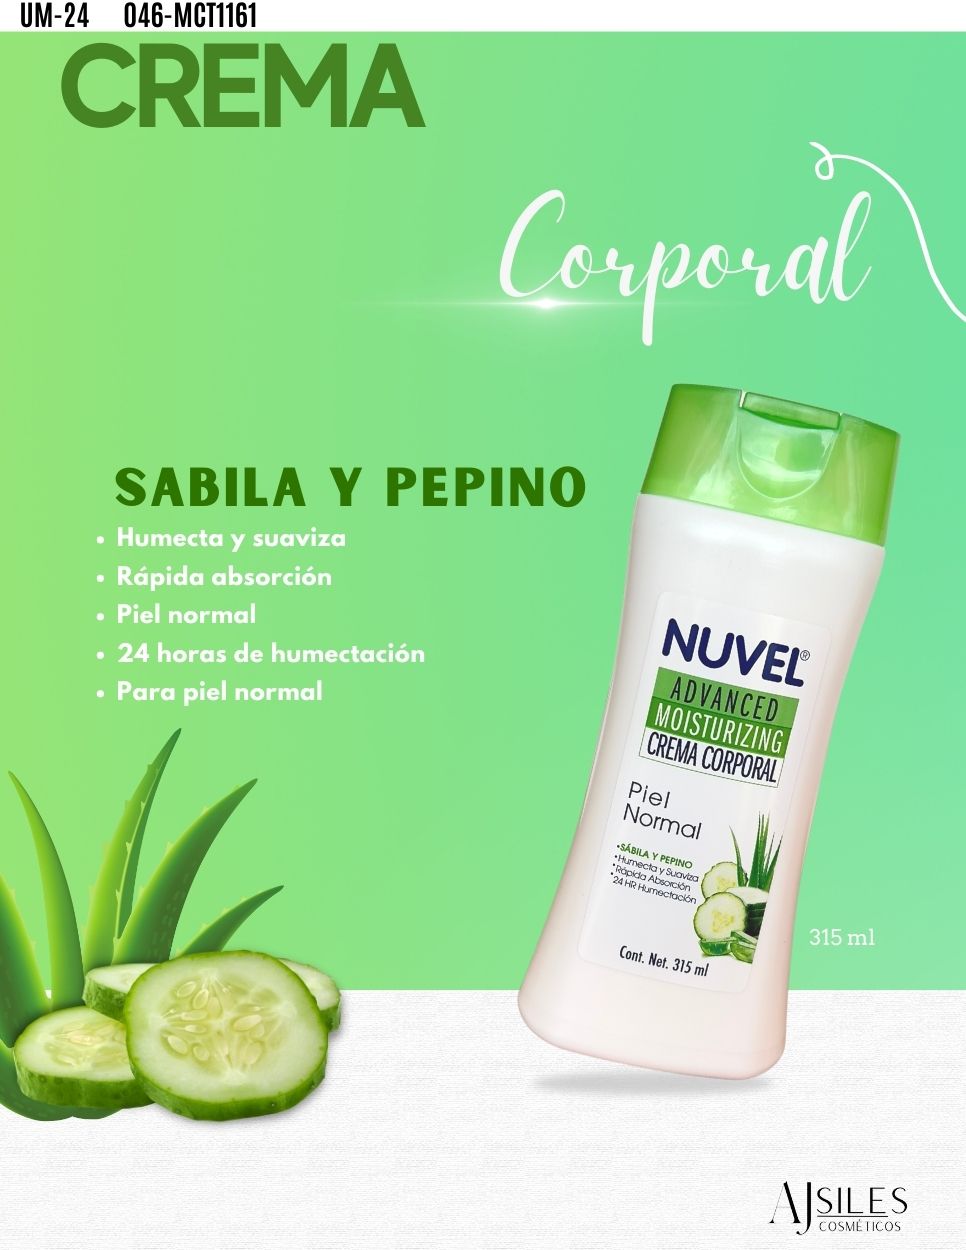 UM-24 046-MCT1161
CREMA
Corporal
SABILA Y PEPINO
• Humecta y suaviza
• Rápida absorción
• Piel normal
• 24 horas de humectación
• Para piel normal
NUVEL®
ADVANCED
MOISTURIZING
CREMA CORPORAL
Piel
Normal
•SÁBILA Y PEPINO
•Humecta y Suaviza
•Rápida Absorción
•24 HR Humectación
Cont. Net. 315 ml
315 ml
AJSILES
COSMÉTICOS